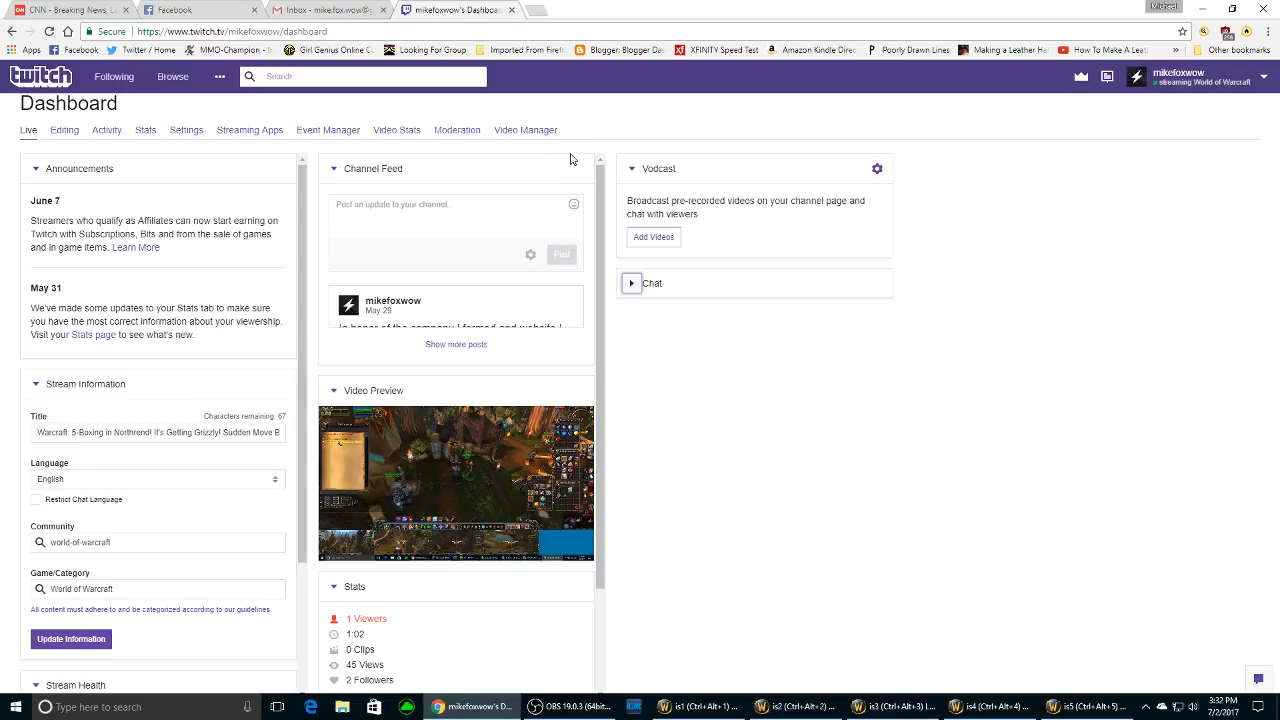 CNN - Breaking News,
Facebook
Inbox - mike.fox.wow@
mikefoxwow's Dashboard
Michael
Secure
https://www.twitch.tv/mikefoxwow/dashboard
Apps
Facebook
Twitter / Home
MMO-Champion
Girl Genius Online Co
Looking For Group
Imported From Firefo
Blogger: Blogger Das
XFINITY Speed Test
Amazon Kindle Direc
Poorly Drawn Lines
Making a Leather
How To Make a Leat
Other bookmarks
twitch
Following
Browse
Search
mikefoxwow
streaming World of Warcraft
Dashboard
Live
Editing
Activity
Stats
Settings
Streaming Apps
Event Manager
Video Stats
Moderation
Video Manager
Announcements
June 7
Streamers who qualify as Affiliates can now start earning on
Twitch with Subscriptions, Bits and from the sale of games
and in game items. Learn More
May 31
We've made some updates to your Stats tab to make sure
you have the most correct information about your viewership.
Visit your Stats page to see what's new.
Stream Information
Title
Characters remaining: 67
Warcraft: 5-Boxing in Northrend! It's Getting Grizzly! Sudden Move B
Language
English
Restrict Chat Language
Community
world-of-warcraft
Game/Category
World of Warcraft
All content must adhere to and be categorized according to our guidelines.
Update Information
Stream Health
Channel Feed
Post an update to your channel...
Post
mikefoxwow
May 29
In honor of the company I formed and website I
Show more posts
Video Preview
Stats
1 Viewers
1:02
0 Clips
45 Views
2 Followers
Vodcast
Broadcast pre-recorded videos on your channel page and
chat with viewers
Add Videos
Chat
Type here to search
mikefoxwow's D...
OBS 19.0.3 (64bit...
is1 (Ctrl+Alt+1) ...
is2 (Ctrl+Alt+2) ...
is3 (Ctrl+Alt+3) (...
is4 (Ctrl+Alt+4) ...
is5 (Ctrl+Alt+5) ...
3:32 PM
7/2/2017